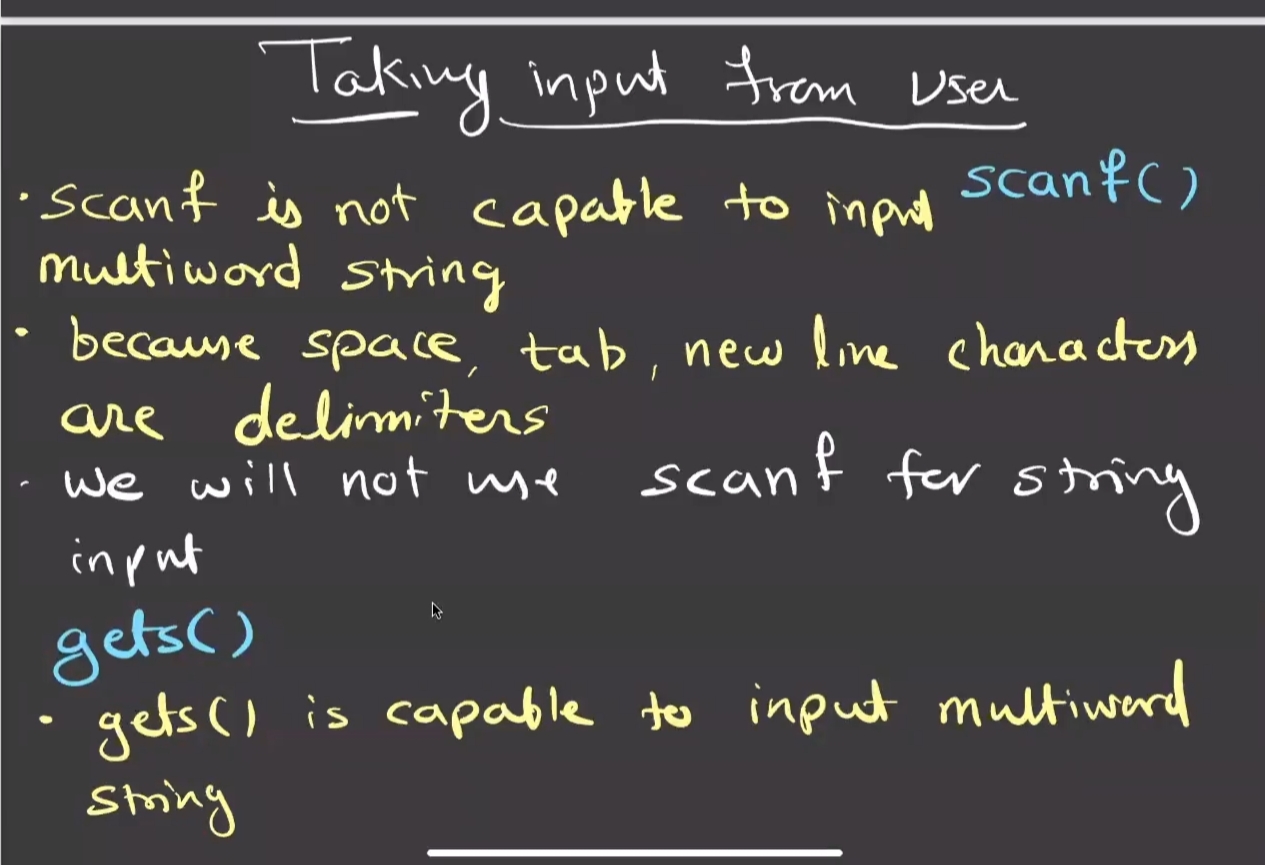 Taking input from User
scanf()
• scanf is not capable to input
multiword string
• because space, tab, new line characters
are delimiters
• we will not use scanf for string
input
gets()
• gets() is capable to input multiword
string